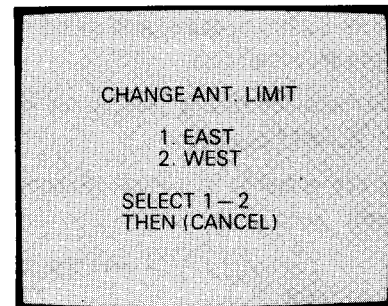 CHANGE ANT. LIMIT
1. EAST
2. WEST
SELECT 1 – 2
THEN (CANCEL)